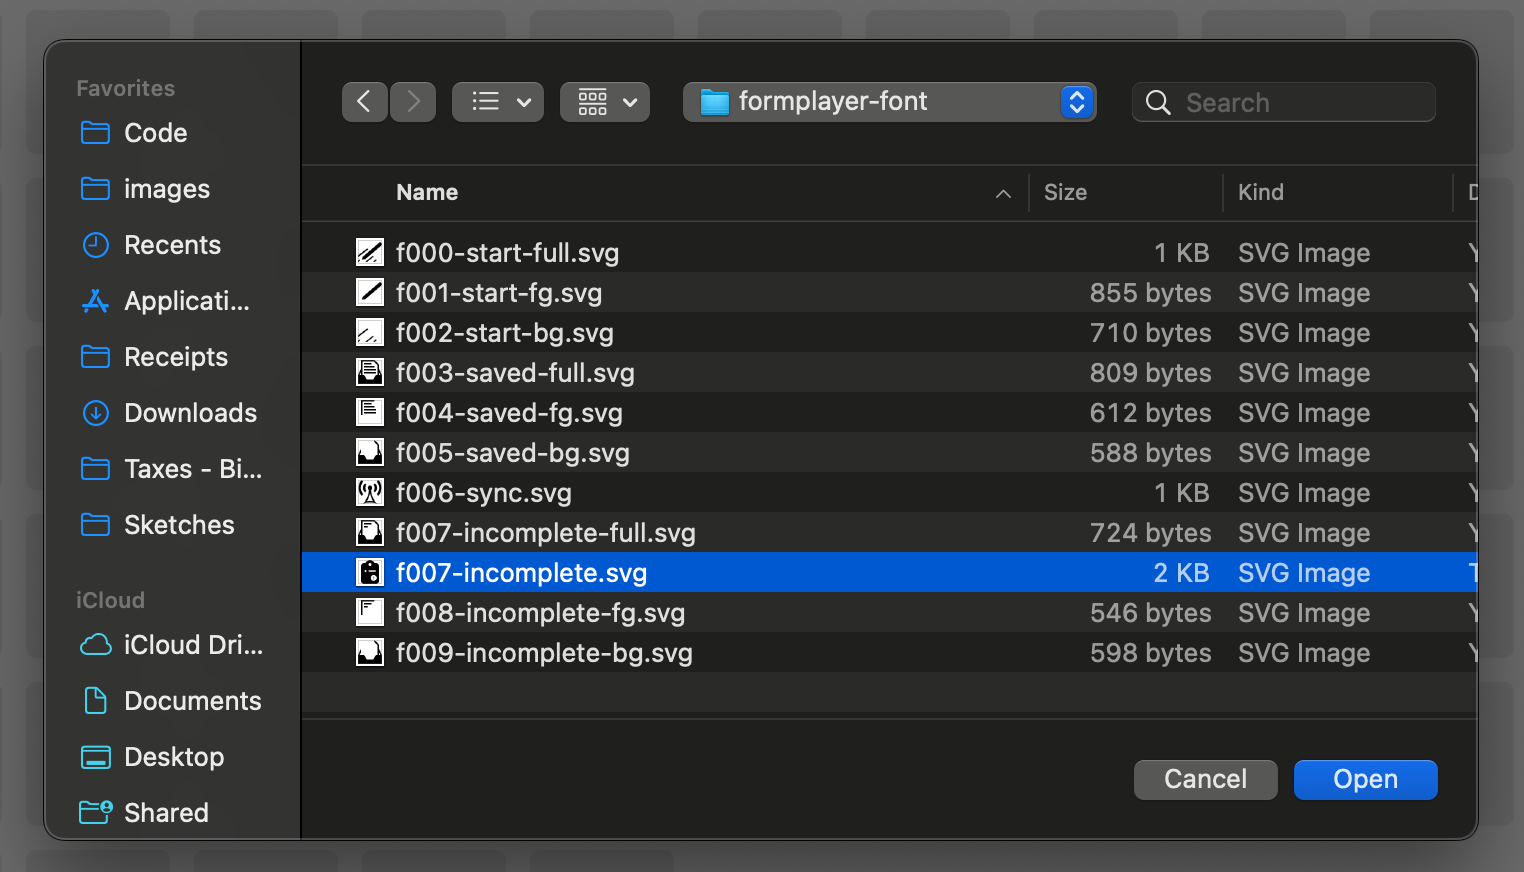 Favorites
Code
images
Recents
Applicati...
Receipts
Downloads
Taxes - Bi...
Sketches
iCloud
iCloud Dri...
Documents
Desktop
Shared
formplayer-font
Search
Name Size Kind D
f000-start-full.svg 1 KB SVG Image Y
f001-start-fg.svg 855 bytes SVG Image Y
f002-start-bg.svg 710 bytes SVG Image Y
f003-saved-full.svg 809 bytes SVG Image Y
f004-saved-fg.svg 612 bytes SVG Image Y
f005-saved-bg.svg 588 bytes SVG Image Y
f006-sync.svg 1 KB SVG Image Y
f007-incomplete-full.svg 724 bytes SVG Image Y
f007-incomplete.svg 2 KB SVG Image T
f008-incomplete-fg.svg 546 bytes SVG Image Y
f009-incomplete-bg.svg 598 bytes SVG Image Y
Cancel Open